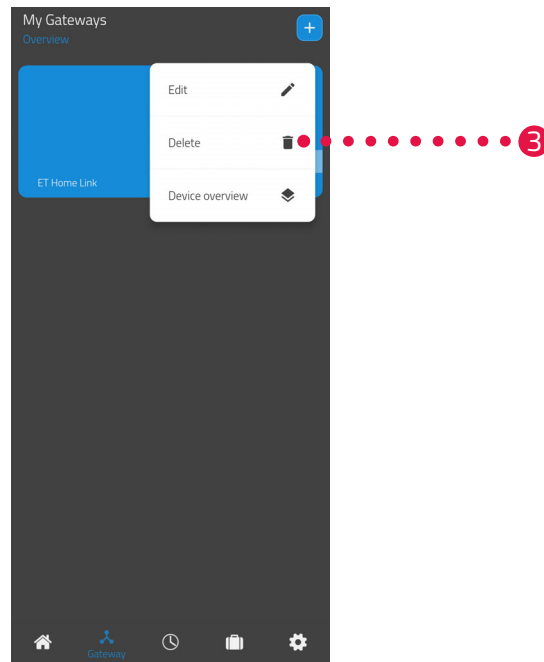 My Gateways
Overview
+
Edit
Delete
3
ET Home Link
Device overview
Gateway